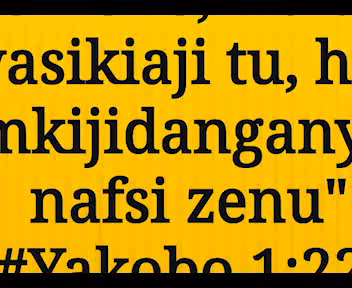 wasikiaji tu, h
mkijidangany
nafsi zenu"
#Yakobo 1:22